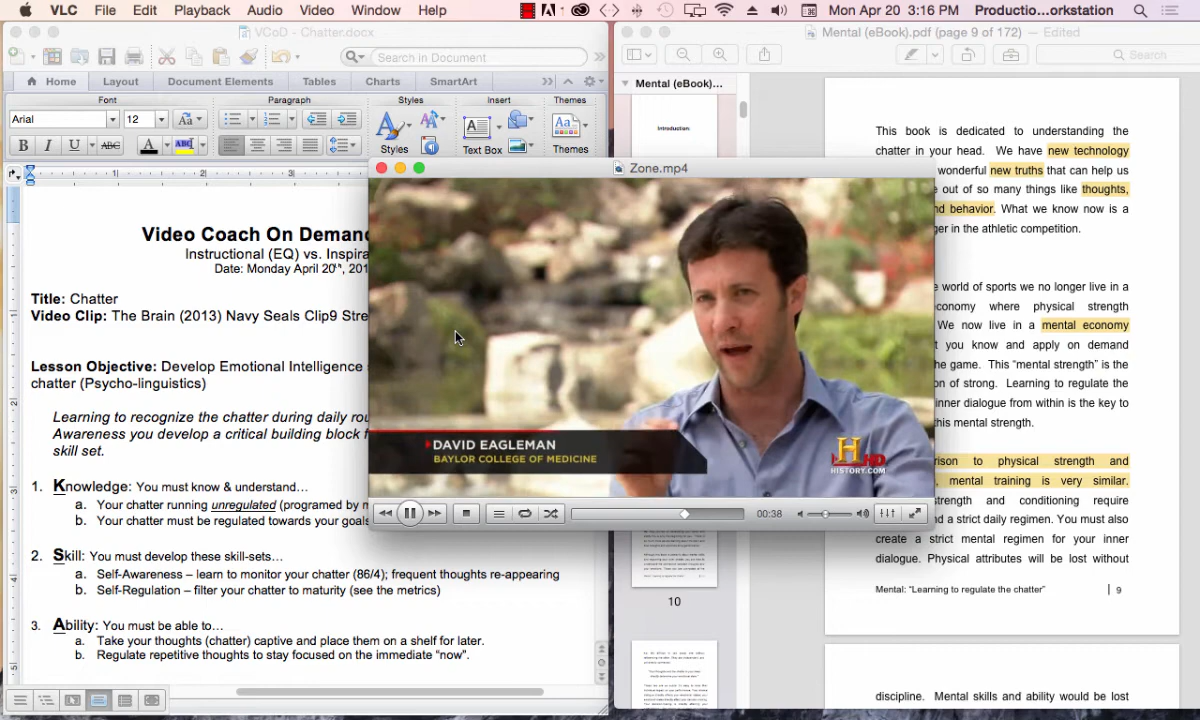 VLC File Edit Playback Audio Video Window Help Mon Apr 20 3:16 PM Productio...orkstation
VCoD - Chatter.docx
Search in Document
Home Layout Document Elements Tables Charts SmartArt
Font Paragraph Styles Insert Themes
Arial 12 Aa
B I U ABC A ABC
Styles Text Box Themes
1 2 3
Video Coach On Deman
Instructional (EQ) vs. Inspira
Date: Monday April 20th, 201
Title: Chatter
Video Clip: The Brain (2013) Navy Seals Clip9 Stre
Lesson Objective: Develop Emotional Intelligence
chatter (Psycho-linguistics)
Learning to recognize the chatter during daily rou
Awareness you develop a critical building block f
skill set.
1. Knowledge: You must know & understand…
a. Your chatter running unregulated (programed by m
b. Your chatter must be regulated towards your goals
2. Skill: You must develop these skill-sets…
a. Self-Awareness – learn to monitor your chatter (86/4); frequent thoughts re-appearing
b. Self-Regulation – filter your chatter to maturity (see the metrics)
3. Ability: You must be able to…
a. Take your thoughts (chatter) captive and place them on a shelf for later.
b. Regulate repetitive thoughts to stay focused on the immediate "now".
Zone.mp4
DAVID EAGLEMAN
BAYLOR COLLEGE OF MEDICINE
H HD
HISTORY.COM
00:38
Mental (eBook).pdf (page 9 of 172) — Edited
Search
Mental (eBook)...
Introduction:
10
This book is dedicated to understanding the
chatter in your head. We have new technology
wonderful new truths that can help us
out of so many things like thoughts,
nd behavior. What we know now is a
ger in the athletic competition.
world of sports we no longer live in a
onomy where physical strength
We now live in a mental economy
t you know and apply on demand
he game. This "mental strength" is the
on of strong. Learning to regulate the
inner dialogue from within is the key to
this mental strength.
rison to physical strength and
, mental training is very similar.
trength and conditioning require
nd a strict daily regimen. You must also
create a strict mental regimen for your inner
dialogue. Physical attributes will be lost without
Mental: "Learning to regulate the chatter" | 9
discipline. Mental skills and ability would be lost